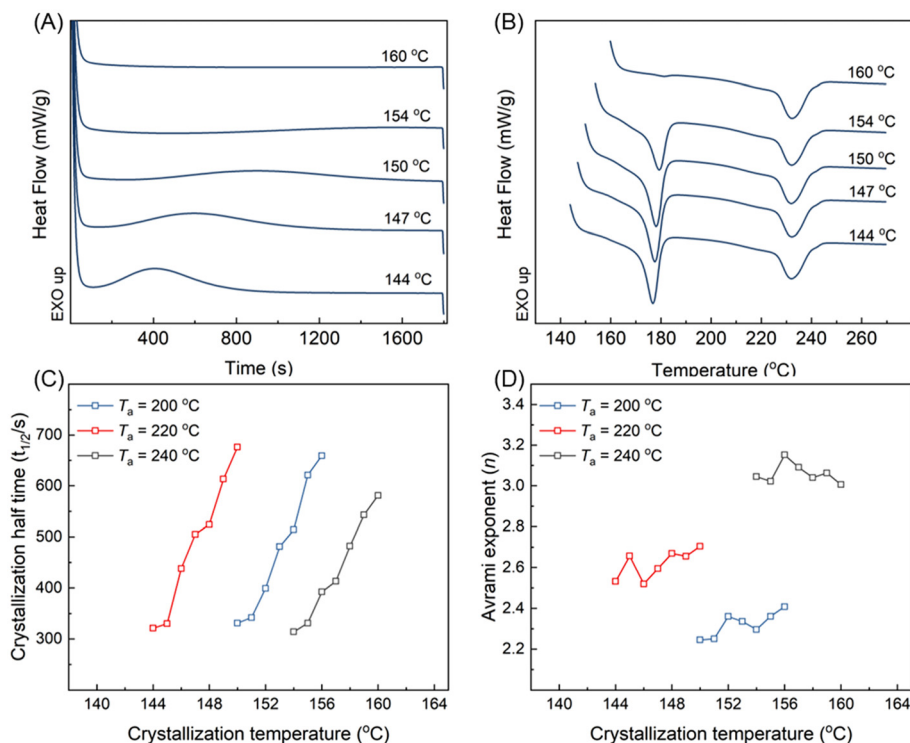 (A)
160 °C
154 °C
150 °C
147 °C
144 °C
Heat Flow (mW/g)
EXO up
400
800
1200
1600
Time (s)
(B)
160 °C
154 °C
150 °C
147 °C
144 °C
Heat Flow (mW/g)
EXO up
140
160
180
200
220
240
260
Temperature (°C)
(C)
Tₐ = 200 °C
Tₐ = 220 °C
Tₐ = 240 °C
700
600
500
400
300
Crystallization half time (t₁/₂/s)
140
144
148
152
156
160
164
Crystallization temperature (°C)
(D)
Tₐ = 200 °C
Tₐ = 220 °C
Tₐ = 240 °C
3.4
3.2
3.0
2.8
2.6
2.4
2.2
Avrami exponent (n)
140
144
148
152
156
160
164
Crystallization temperature (°C)